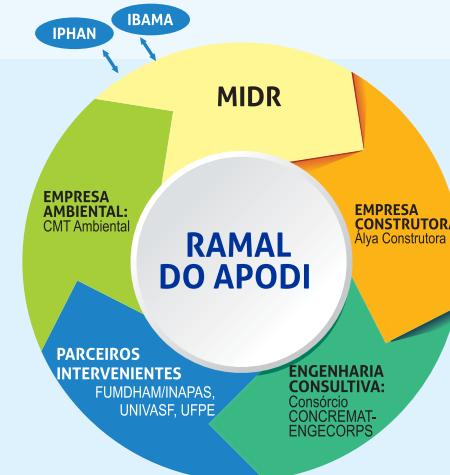 IPHAN
IBAMA
MIDR
EMPRESA
AMBIENTAL:
CMT Ambiental
EMPRESA
CONSTRUTORA
Álya Construtora
RAMAL
DO APODI
PARCEIROS
INTERVENIENTES
FUMDHAM/INAPAS,
UNIVASF, UFPE
ENGENHARIA
CONSULTIVA:
Consórcio
CONCREMAT-
ENGECORPS